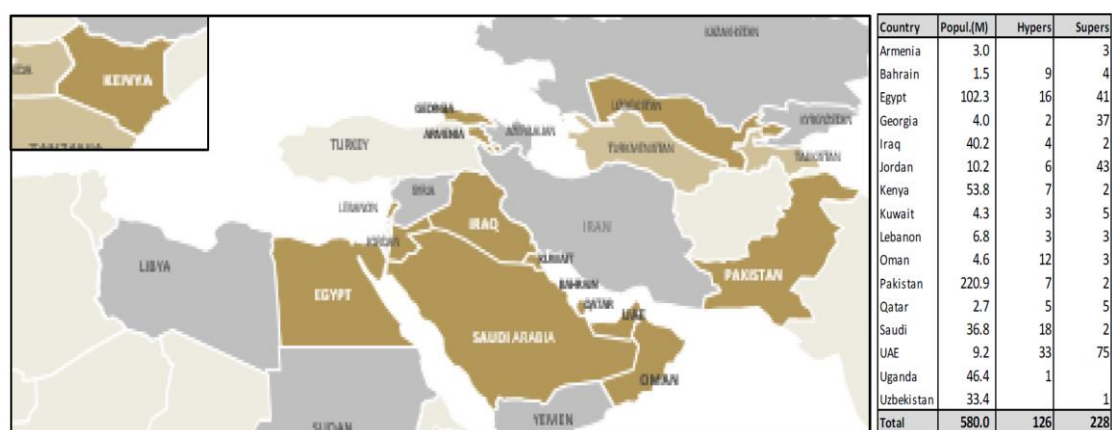 KENYA
TANZANIA
KAZAKHSTAN
GEORGIA
UZBEKISTAN
KYRGYZSTAN
ARMENIA
AZERBAIJAN
TURKEY
TURKMENISTAN
TAJIKISTAN
SYRIA
LEBANON
IRAQ
IRAN
JORDAN
LIBYA
KUWAIT
PAKISTAN
EGYPT
BAHRAIN
QATAR
UAE
SAUDI ARABIA
OMAN
YEMEN
SUDAN
Country Popul.(M) Hypers Supers
Armenia 3.0 3
Bahrain 1.5 9 4
Egypt 102.3 16 41
Georgia 4.0 2 37
Iraq 40.2 4 2
Jordan 10.2 6 43
Kenya 53.8 7 2
Kuwait 4.3 3 5
Lebanon 6.8 3 3
Oman 4.6 12 3
Pakistan 220.9 7 2
Qatar 2.7 5 5
Saudi 36.8 18 2
UAE 9.2 33 75
Uganda 46.4 1
Uzbekistan 33.4 1
Total 580.0 126 228